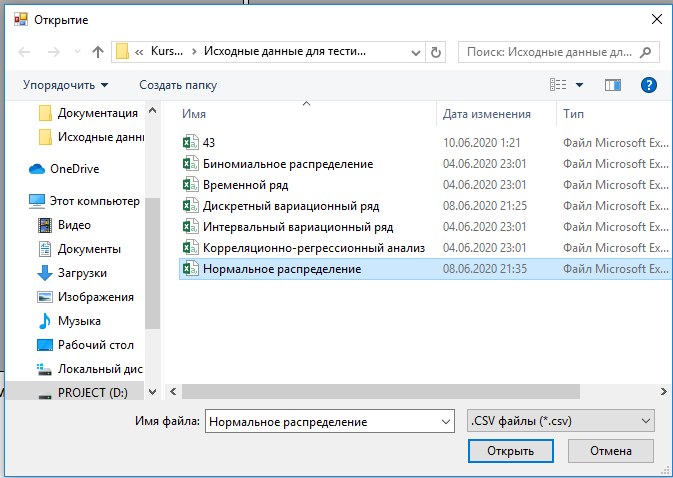 Открытие
« Kurs... › Исходные данные для тести...
Поиск: Исходные данные дл...
Упорядочить
Создать папку
?
Документация
Исходные данн
OneDrive
Этот компьютер
Видео
Документы
Загрузки
Изображения
Музыка
Рабочий стол
Локальный дис
PROJECT (D:)
Имя Дата изменения Тип
43 10.06.2020 1:21 Файл Microsoft Ex...
Биномиальное распределение 04.06.2020 23:01 Файл Microsoft Ex...
Временной ряд 04.06.2020 23:01 Файл Microsoft Ex...
Дискретный вариационный ряд 08.06.2020 21:25 Файл Microsoft Ex...
Интервальный вариационный ряд 04.06.2020 23:01 Файл Microsoft Ex...
Корреляционно-регрессионный анализ 04.06.2020 23:01 Файл Microsoft Ex...
Нормальное распределение 08.06.2020 21:35 Файл Microsoft Ex...
Имя файла: Нормальное распределение .CSV файлы (*.csv)
Открыть Отмена